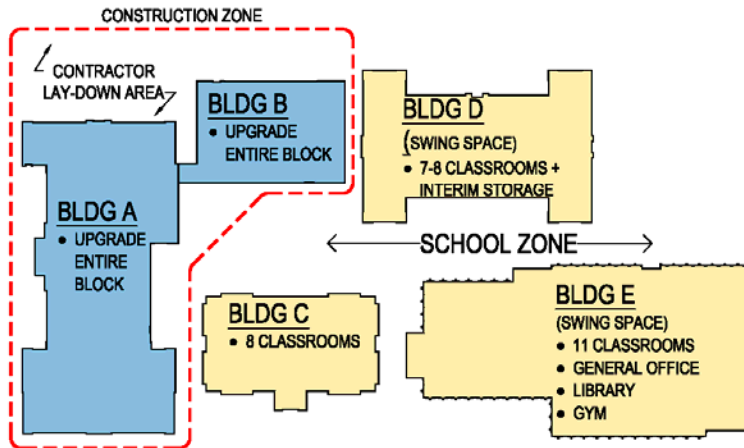 CONSTRUCTION ZONE
CONTRACTOR
LAY-DOWN AREA
BLDG B
• UPGRADE
ENTIRE BLOCK
BLDG D
(SWING SPACE)
• 7-8 CLASSROOMS +
INTERIM STORAGE
BLDG A
• UPGRADE
ENTIRE
BLOCK
SCHOOL ZONE
BLDG C
• 8 CLASSROOMS
BLDG E
(SWING SPACE)
• 11 CLASSROOMS
• GENERAL OFFICE
• LIBRARY
• GYM